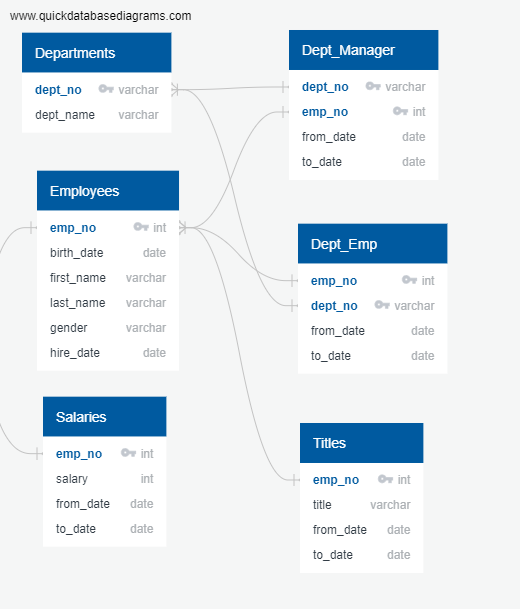 www.quickdatabasediagrams.com
Departments
dept_no varchar
dept_name varchar
Dept_Manager
dept_no varchar
emp_no int
from_date date
to_date date
Employees
emp_no int
birth_date date
first_name varchar
last_name varchar
gender varchar
hire_date date
Dept_Emp
emp_no int
dept_no varchar
from_date date
to_date date
Salaries
emp_no int
salary int
from_date date
to_date date
Titles
emp_no int
title varchar
from_date date
to_date date